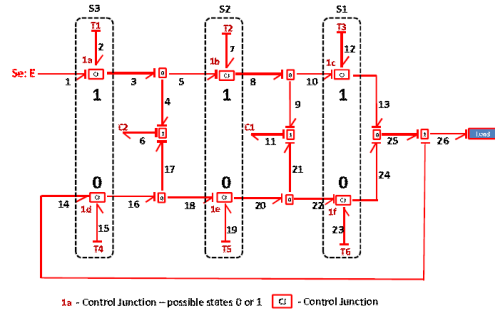 S3 S2 S1
T1 T2 T3
2 7 12
1a 1b 1c
Se: E CJ 0 CJ 0 CJ
1 3 5 8 10
1 1 1
4 9 13
C2 1 C1 1 0 1 Load
6 11 25 26
17 21 24
0 0 0
14 CJ 16 0 18 CJ 20 0 22 CJ
1d 1e 1f
15 19 23
T4 T5 T6
1a - Control Junction – possible states 0 or 1 CJ - Control Junction